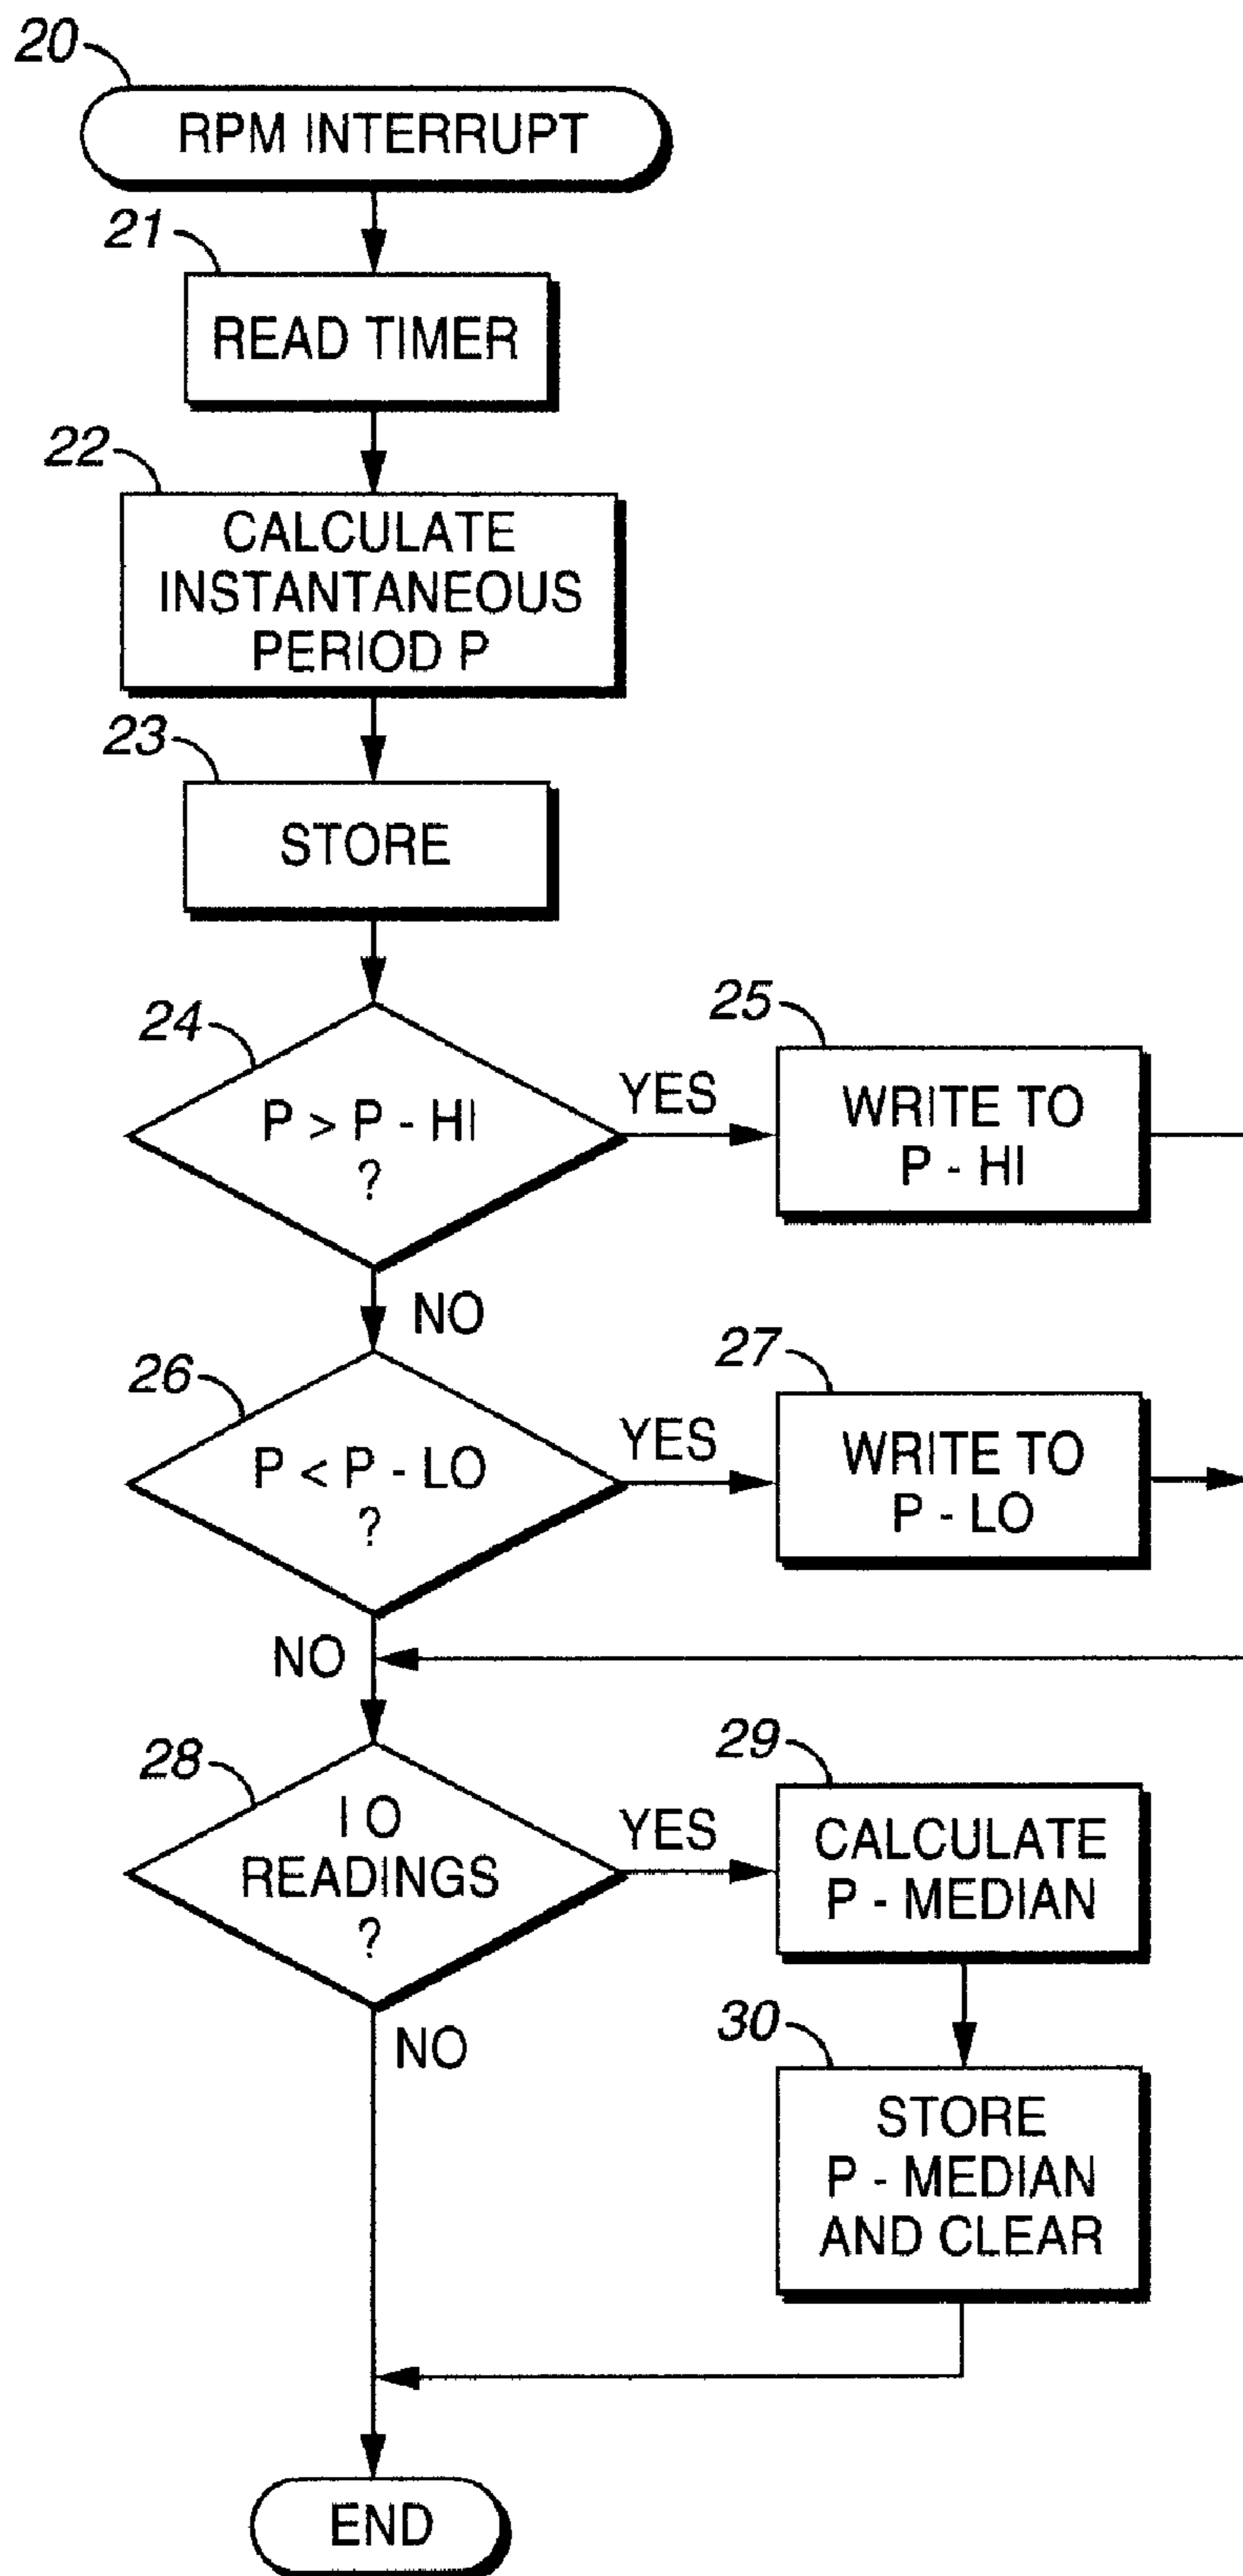 20
RPM INTERRUPT
21
READ TIMER
22
CALCULATE
INSTANTANEOUS
PERIOD P
23
STORE
24
P > P - HI
?
YES
25
WRITE TO
P - HI
NO
26
P < P - LO
?
YES
27
WRITE TO
P - LO
NO
28
I O
READINGS
?
YES
29
CALCULATE
P - MEDIAN
NO
30
STORE
P - MEDIAN
AND CLEAR
END